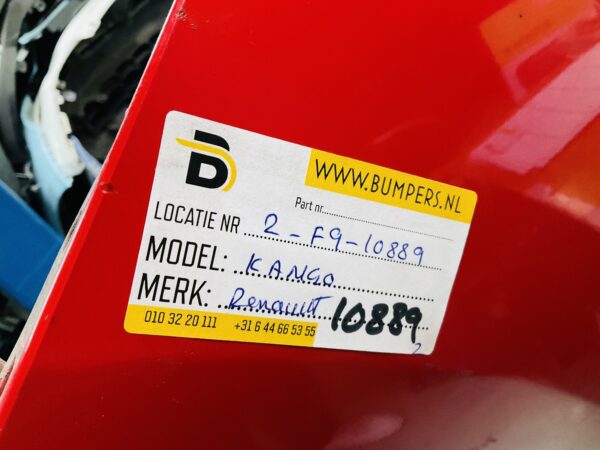 B
WWW.BUMPERS.NL
Part nr
LOCATIE NR 2-F9-10889
MODEL: KANGO
MERK: Renault 10889
2
010 32 20 111 +31 6 44 66 53 55